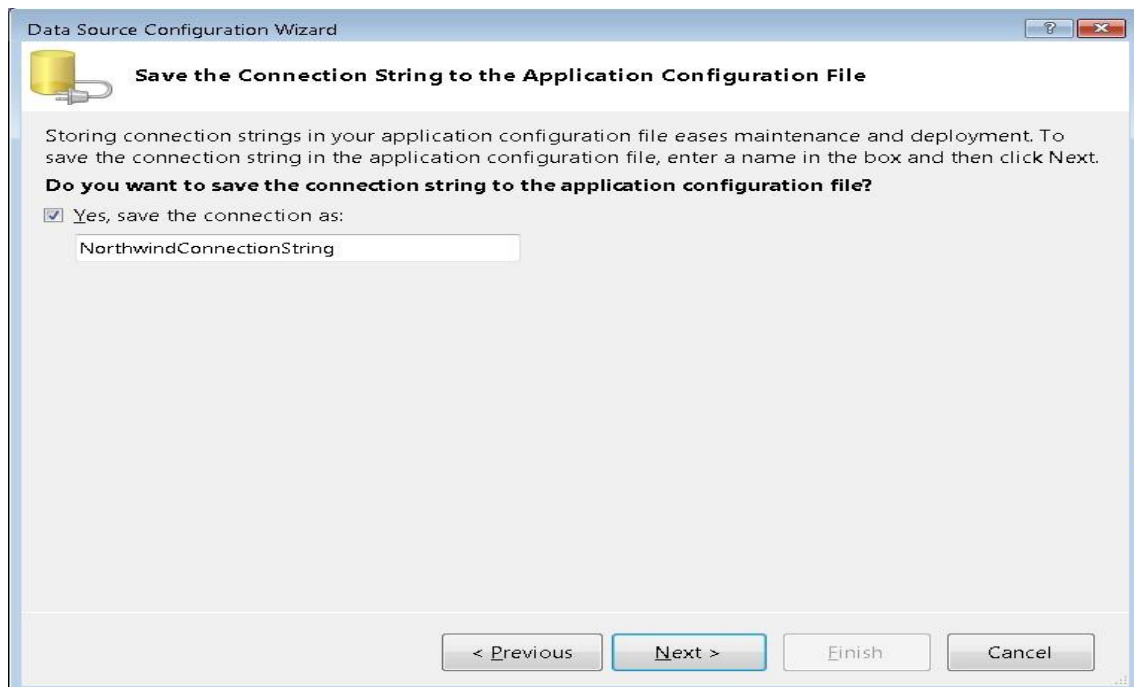 Data Source Configuration Wizard
Save the Connection String to the Application Configuration File
Storing connection strings in your application configuration file eases maintenance and deployment. To
save the connection string in the application configuration file, enter a name in the box and then click Next.
Do you want to save the connection string to the application configuration file?
Yes, save the connection as:
NorthwindConnectionString
< Previous Next > Finish Cancel